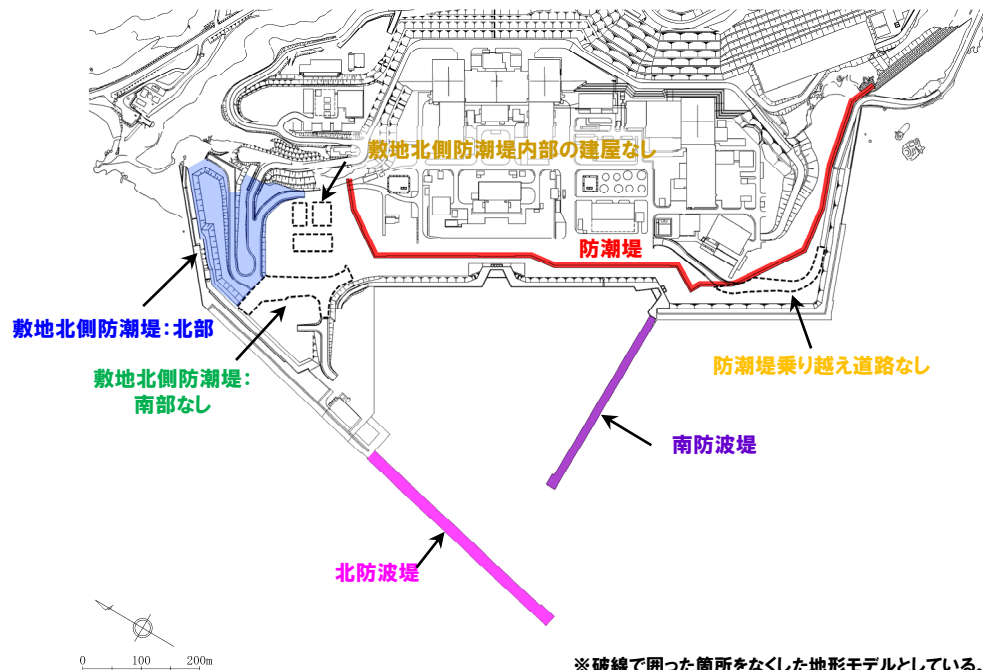 敷地北側防潮堤内部の建屋なし
防潮堤
敷地北側防潮堤:北部
敷地北側防潮堤:
南部なし
防潮堤乗り越え道路なし
南防波堤
北防波堤
0 100 200m
※破線で囲った箇所をなくした地形モデルとしている。